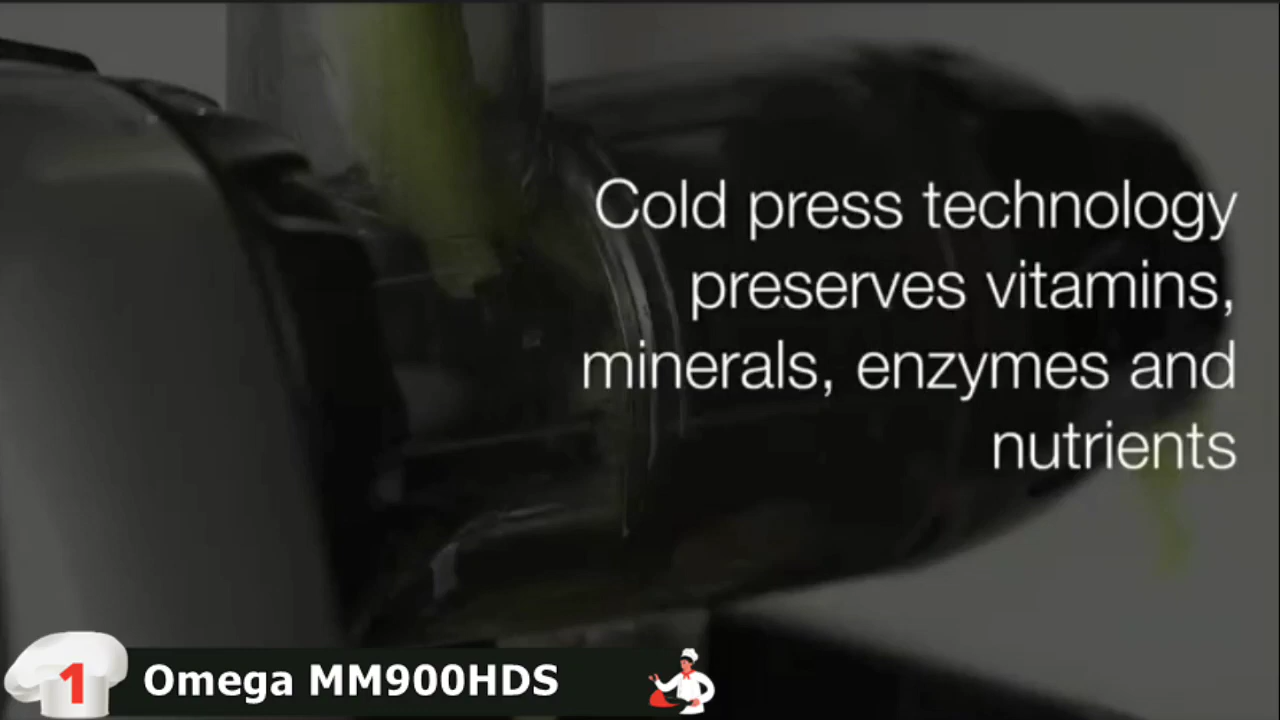 Cold press technology
preserves vitamins,
minerals, enzymes and
nutrients
1 Omega MM900HDS